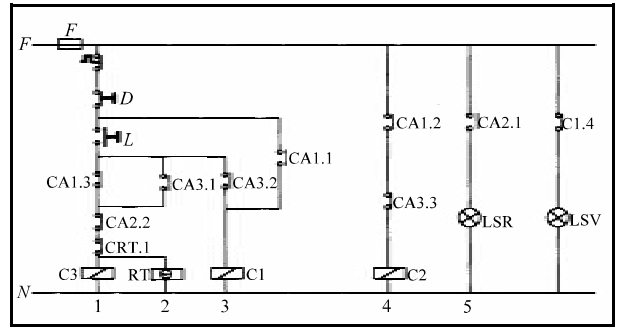 F
F
D
L
CA1.2
CA2.1
C1.4
CA1.1
CA1.3
CA3.1
CA3.2
CA3.3
CA2.2
LSR
LSV
CRT.1
C3
RT
C1
C2
N
1
2
3
4
5